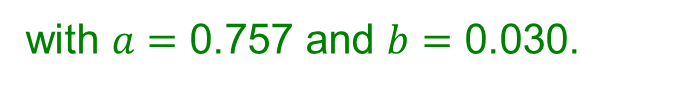 with a = 0.757 and b = 0.030.